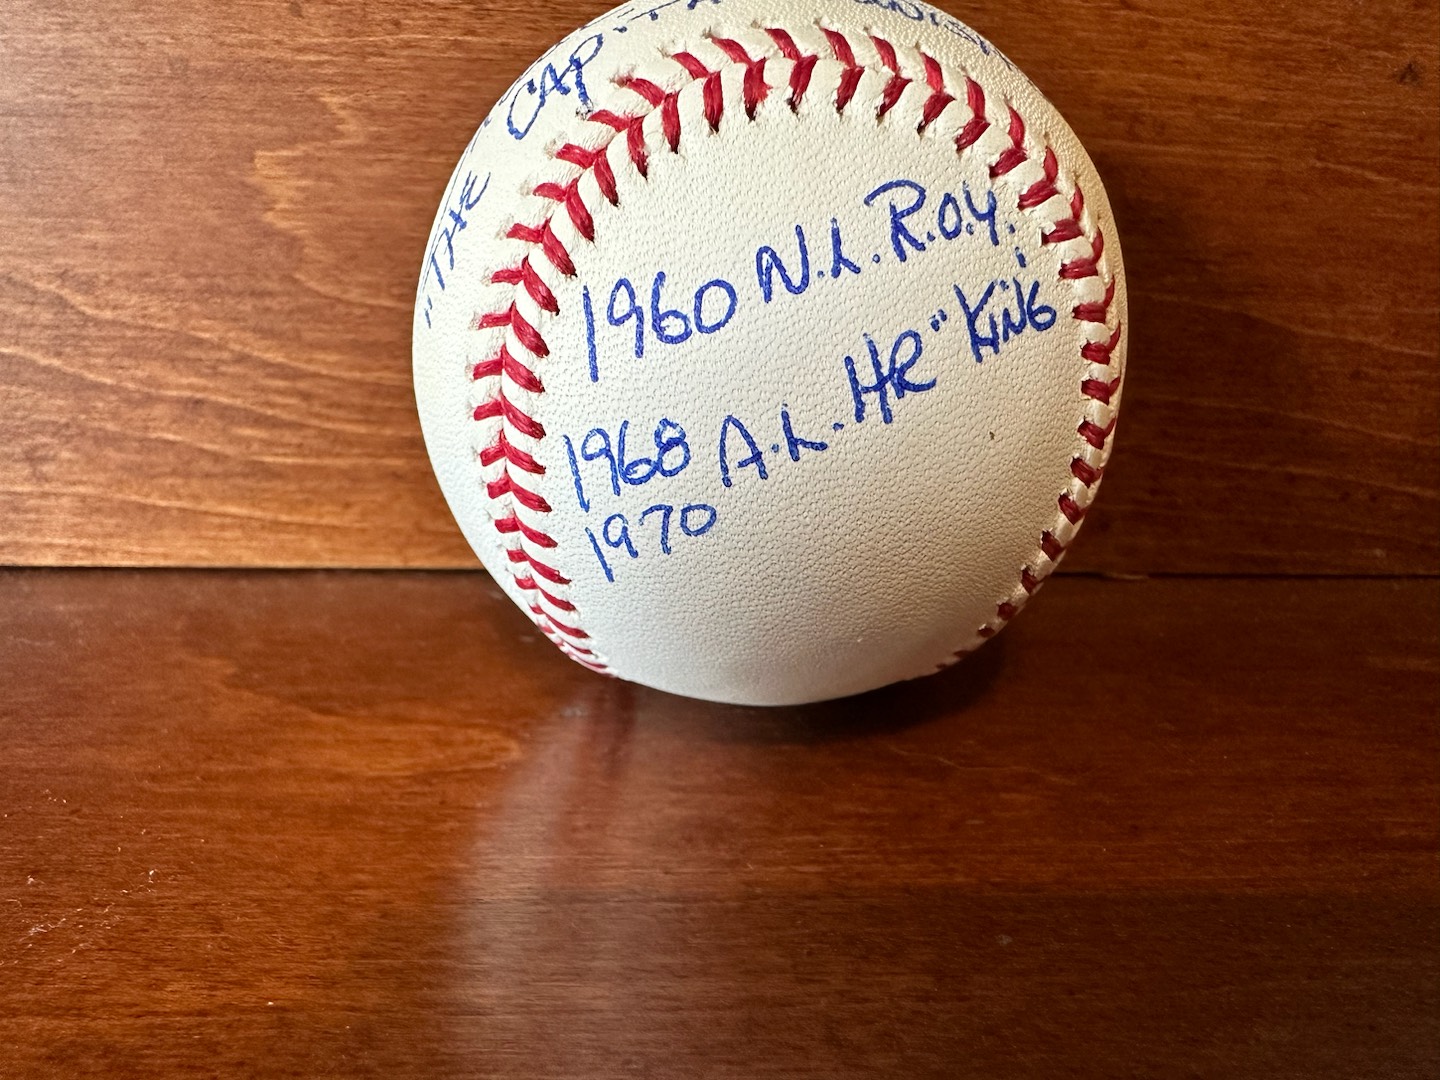 "THE "CAP
1960 N.L. R.O.Y.
1968 A.L. HR "KING
1970